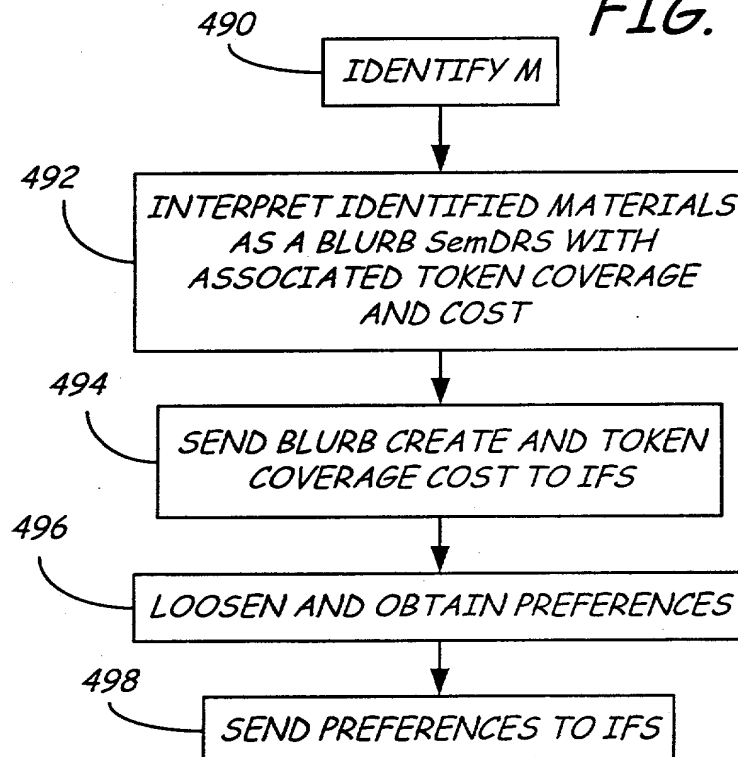 FIG.
490
IDENTIFY M
492
INTERPRET IDENTIFIED MATERIALS
AS A BLURB SemDRS WITH
ASSOCIATED TOKEN COVERAGE
AND COST
494
SEND BLURB CREATE AND TOKEN
COVERAGE COST TO IFS
496
LOOSEN AND OBTAIN PREFERENCES
498
SEND PREFERENCES TO IFS